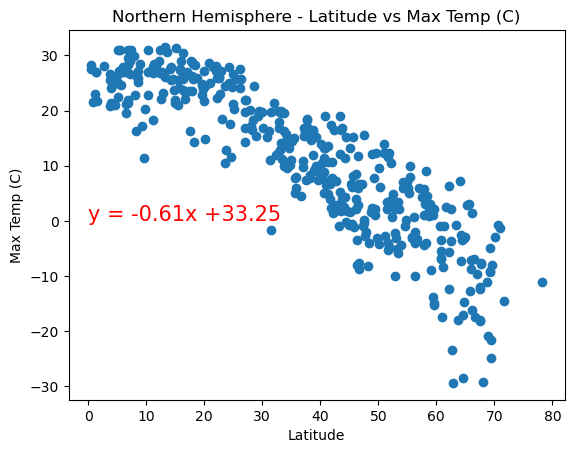 Northern Hemisphere - Latitude vs Max Temp (C)
Max Temp (C)
30
20
10
0
−10
−20
−30
y = -0.61x +33.25
0 10 20 30 40 50 60 70 80
Latitude